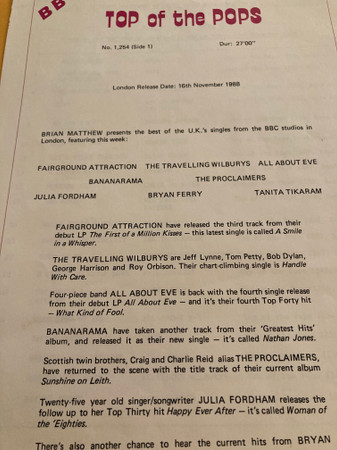 BB
TOP of the POPS
No. 1,254 (Side 1) Dur: 27'00"
London Release Date: 16th November 1988
BRIAN MATTHEW presents the best of the U.K.'s singles from the BBC studios in
London, featuring this week:
FAIRGROUND ATTRACTION THE TRAVELLING WILBURYS ALL ABOUT EVE
BANANARAMA THE PROCLAIMERS
JULIA FORDHAM BRYAN FERRY TANITA TIKARAM
FAIRGROUND ATTRACTION have released the third track from their
debut LP The First of a Million Kisses – this latest single is called A Smile
in a Whisper.
THE TRAVELLING WILBURYS are Jeff Lynne, Tom Petty, Bob Dylan,
George Harrison and Roy Orbison. Their chart-climbing single is Handle
With Care.
Four-piece band ALL ABOUT EVE is back with the fourth single release
from their debut LP All About Eve – and it's their fourth Top Forty hit
– What Kind of Fool.
BANANARAMA have taken another track from their 'Greatest Hits'
album, and released it as their new single – it's called Nathan Jones.
Scottish twin brothers, Craig and Charlie Reid alias THE PROCLAIMERS,
have returned to the scene with the title track of their current album
Sunshine on Leith.
Twenty-five year old singer/songwriter JULIA FORDHAM releases the
follow up to her Top Thirty hit Happy Ever After – it's called Woman of
the 'Eighties.
There's also another chance to hear the current hits from BRYAN